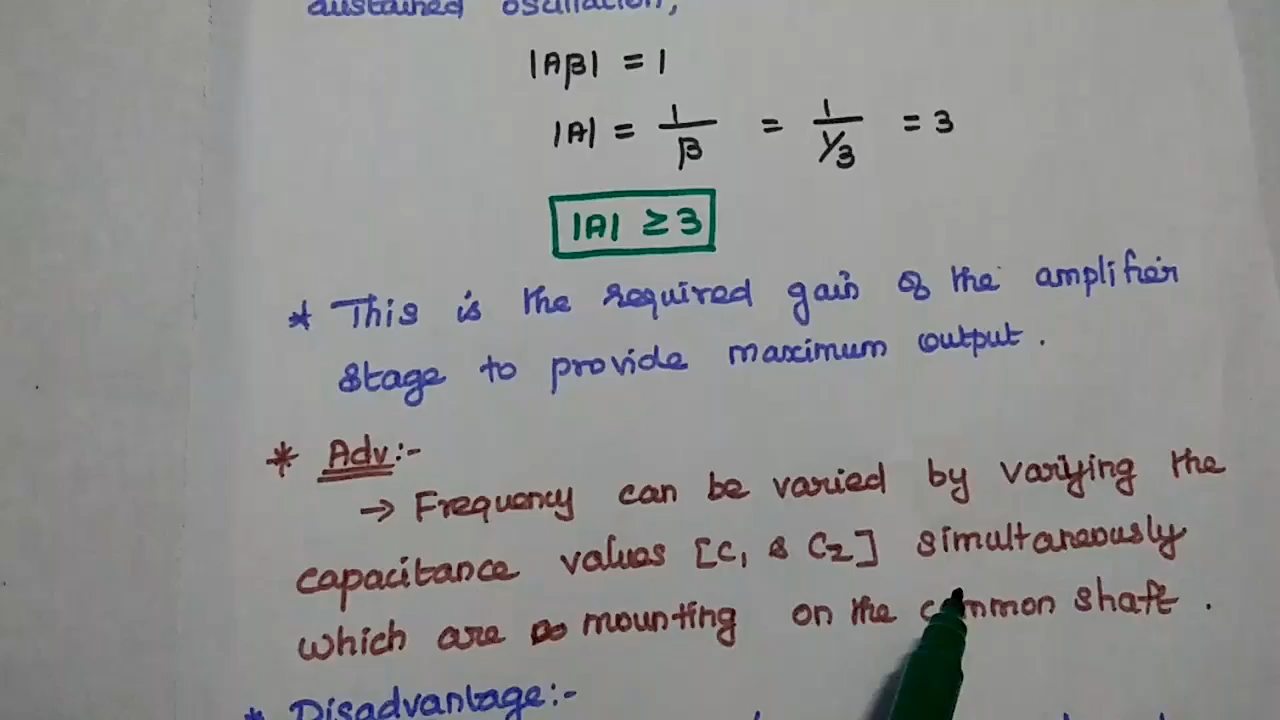 sustained oscillation,
|Aβ| = 1
|A| = 1/β = 1/(1/3) = 3
|A| ≥ 3
* This is the required gain of the amplifier
stage to provide maximum output.
* Adv:-
→ Frequency can be varied by varying the
capacitance values [C₁ & C₂] simultaneously
which are mounting on the common shaft.
* Disadvantage:-